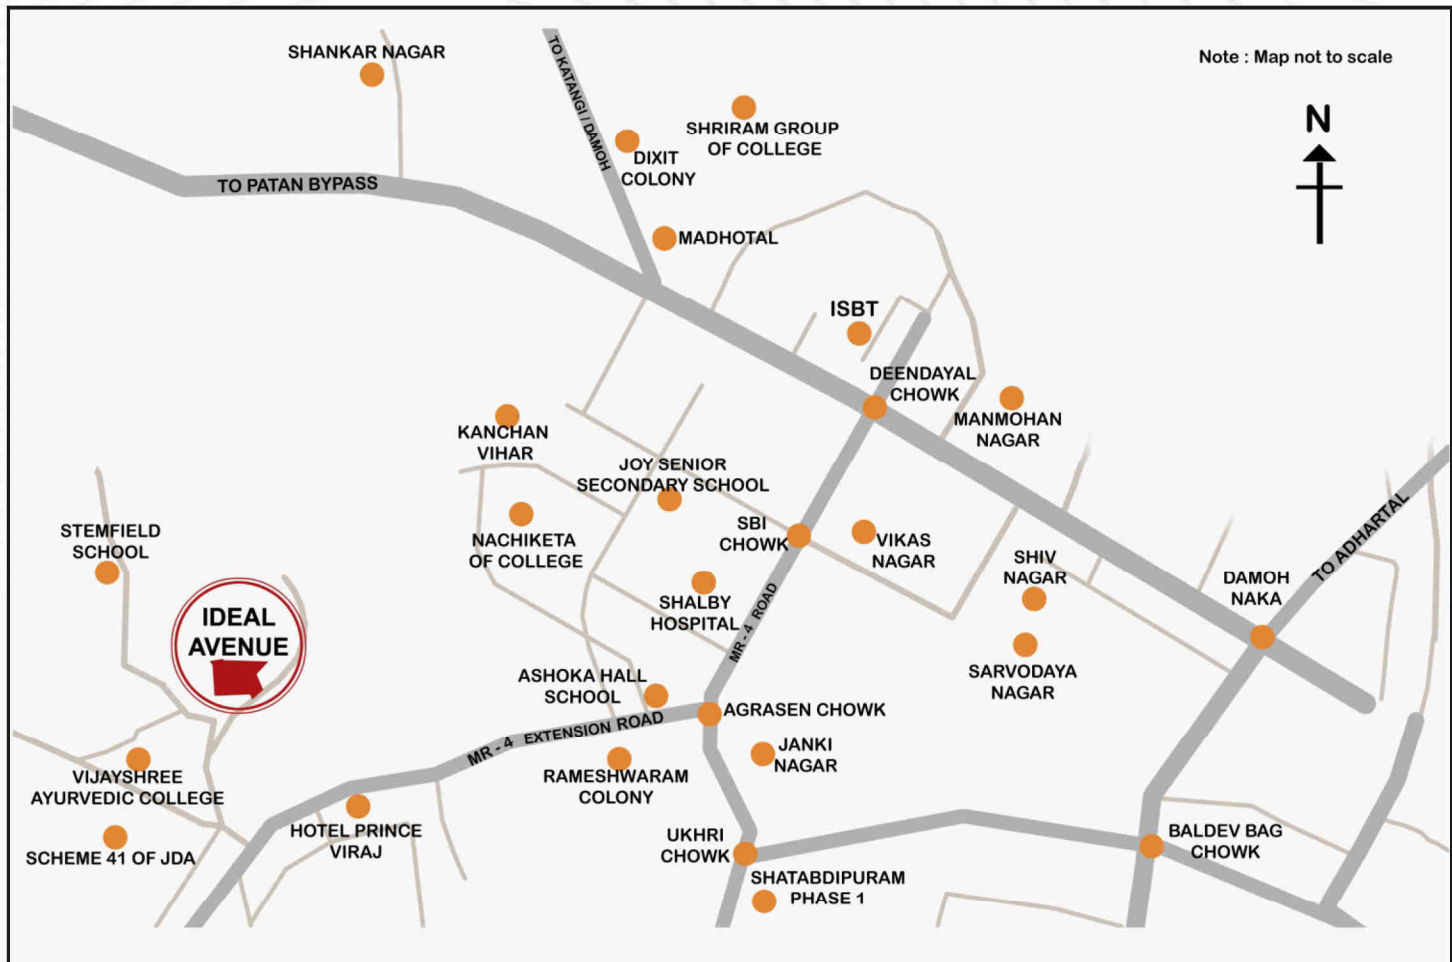 SHANKAR NAGAR
Note : Map not to scale
N
TO KATANGI / DAMOH
SHRIRAM GROUP
OF COLLEGE
DIXIT
COLONY
TO PATAN BYPASS
MADHOTAL
ISBT
DEENDAYAL
CHOWK
MANMOHAN
NAGAR
KANCHAN
VIHAR
JOY SENIOR
SECONDARY SCHOOL
SBI
CHOWK
VIKAS
NAGAR
NACHIKETA
OF COLLEGE
STEMFIELD
SCHOOL
SHIV
NAGAR
TO ADHARTAL
DAMOH
NAKA
SHALBY
HOSPITAL
MR - 4 ROAD
IDEAL
AVENUE
SARVODAYA
NAGAR
ASHOKA HALL
SCHOOL
AGRASEN CHOWK
MR - 4 EXTENSION ROAD
JANKI
NAGAR
RAMESHWARAM
COLONY
VIJAYSHREE
AYURVEDIC COLLEGE
HOTEL PRINCE
VIRAJ
UKHRI
CHOWK
BALDEV BAG
CHOWK
SCHEME 41 OF JDA
SHATABDIPURAM
PHASE 1